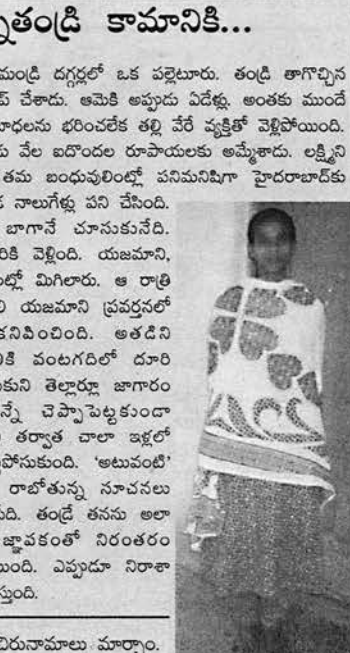 న్నతండ్రి కామానికి...
మండ్రి దగ్గర్లో ఒక పల్లెటూరు. తండ్రి తాగొచ్చిన
ప్ చేశాడు. ఆమెకి అప్పుడు ఏడేళ్లు. అంతకు ముందే
బాధలను భరించలేక తల్లి వేరే వ్యక్తితో వెళ్లిపోయింది.
వేల ఐదొందల రూపాయలకు అమ్మేశాడు. లక్ష్మిని
తమ బంధువులింట్లో పనిమనిషిగా హైదరాబాద్‌కు
నాలుగేళ్లు పని చేసింది.
బాగానే చూసుకునేది.
రికి వెళ్లింది. యజమాని,
ంట్లో మిగిలారు. ఆ రాత్రి
యజమాని ప్రవర్తనలో
కనిపించింది. అతడిని
కి వంటగదిలో దూరి
కుని తెల్లార్లూ జాగారం
న్నే చెప్పాపెట్టకుండా
తర్వాత చాలా ఇళ్లలో
పోసుకుంది. ‘అటువంటి’
రాబోతున్న సూచనలు
ది. తండ్రే తనను అలా
జ్ఞాపకంతో నిరంతరం
యింది. ఎప్పుడూ నిరాశా
స్తుంది.
చిరునామాలు మార్చాం.